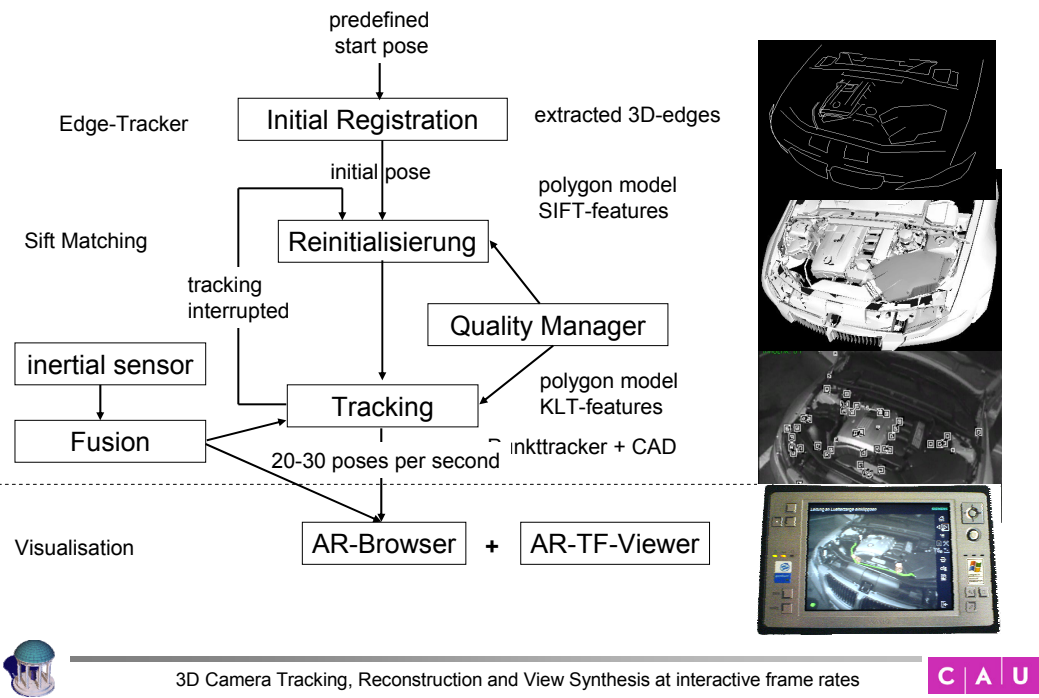 predefined
start pose
Edge-Tracker
Initial Registration
extracted 3D-edges
initial pose
polygon model
SIFT-features
Sift Matching
Reinitialisierung
tracking
interrupted
Quality Manager
inertial sensor
polygon model
KLT-features
Tracking
Fusion
nkttracker + CAD
20-30 poses per second
Visualisation
AR-Browser
+
AR-TF-Viewer
3D Camera Tracking, Reconstruction and View Synthesis at interactive frame rates
C A U